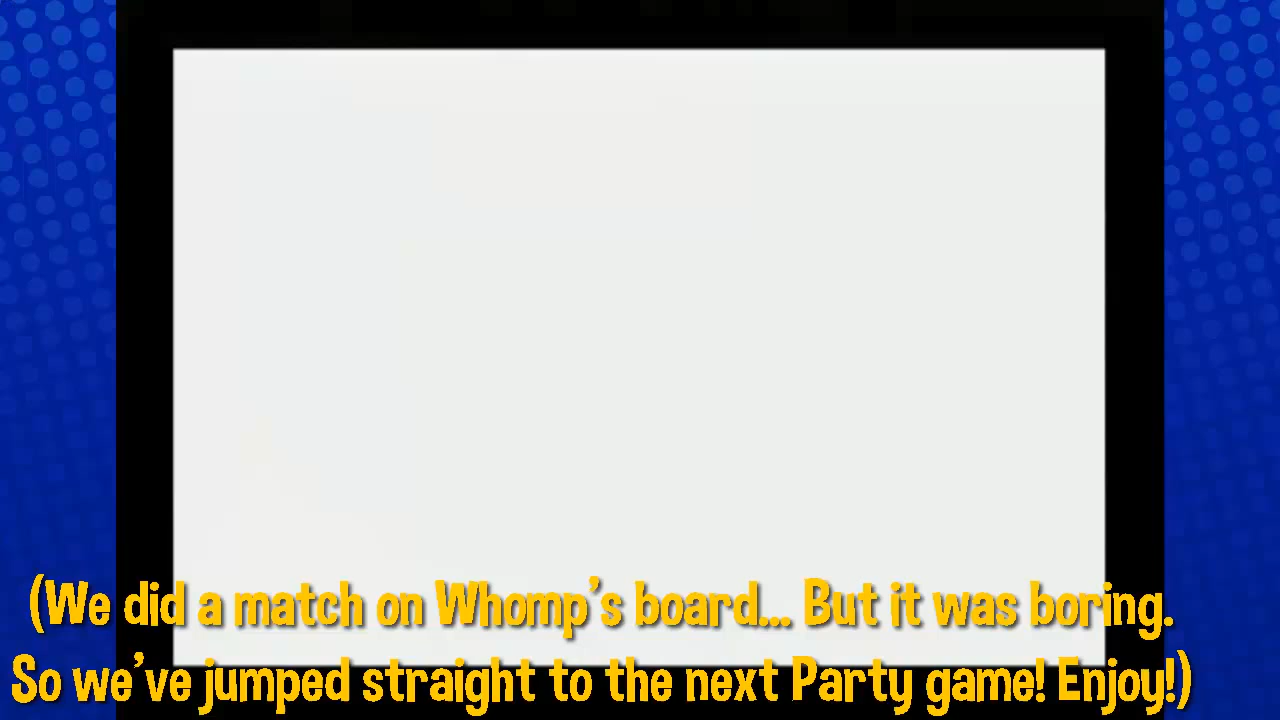 (We did a match on Whomp's board... But it was boring.
So we've jumped straight to the next Party game! Enjoy!)